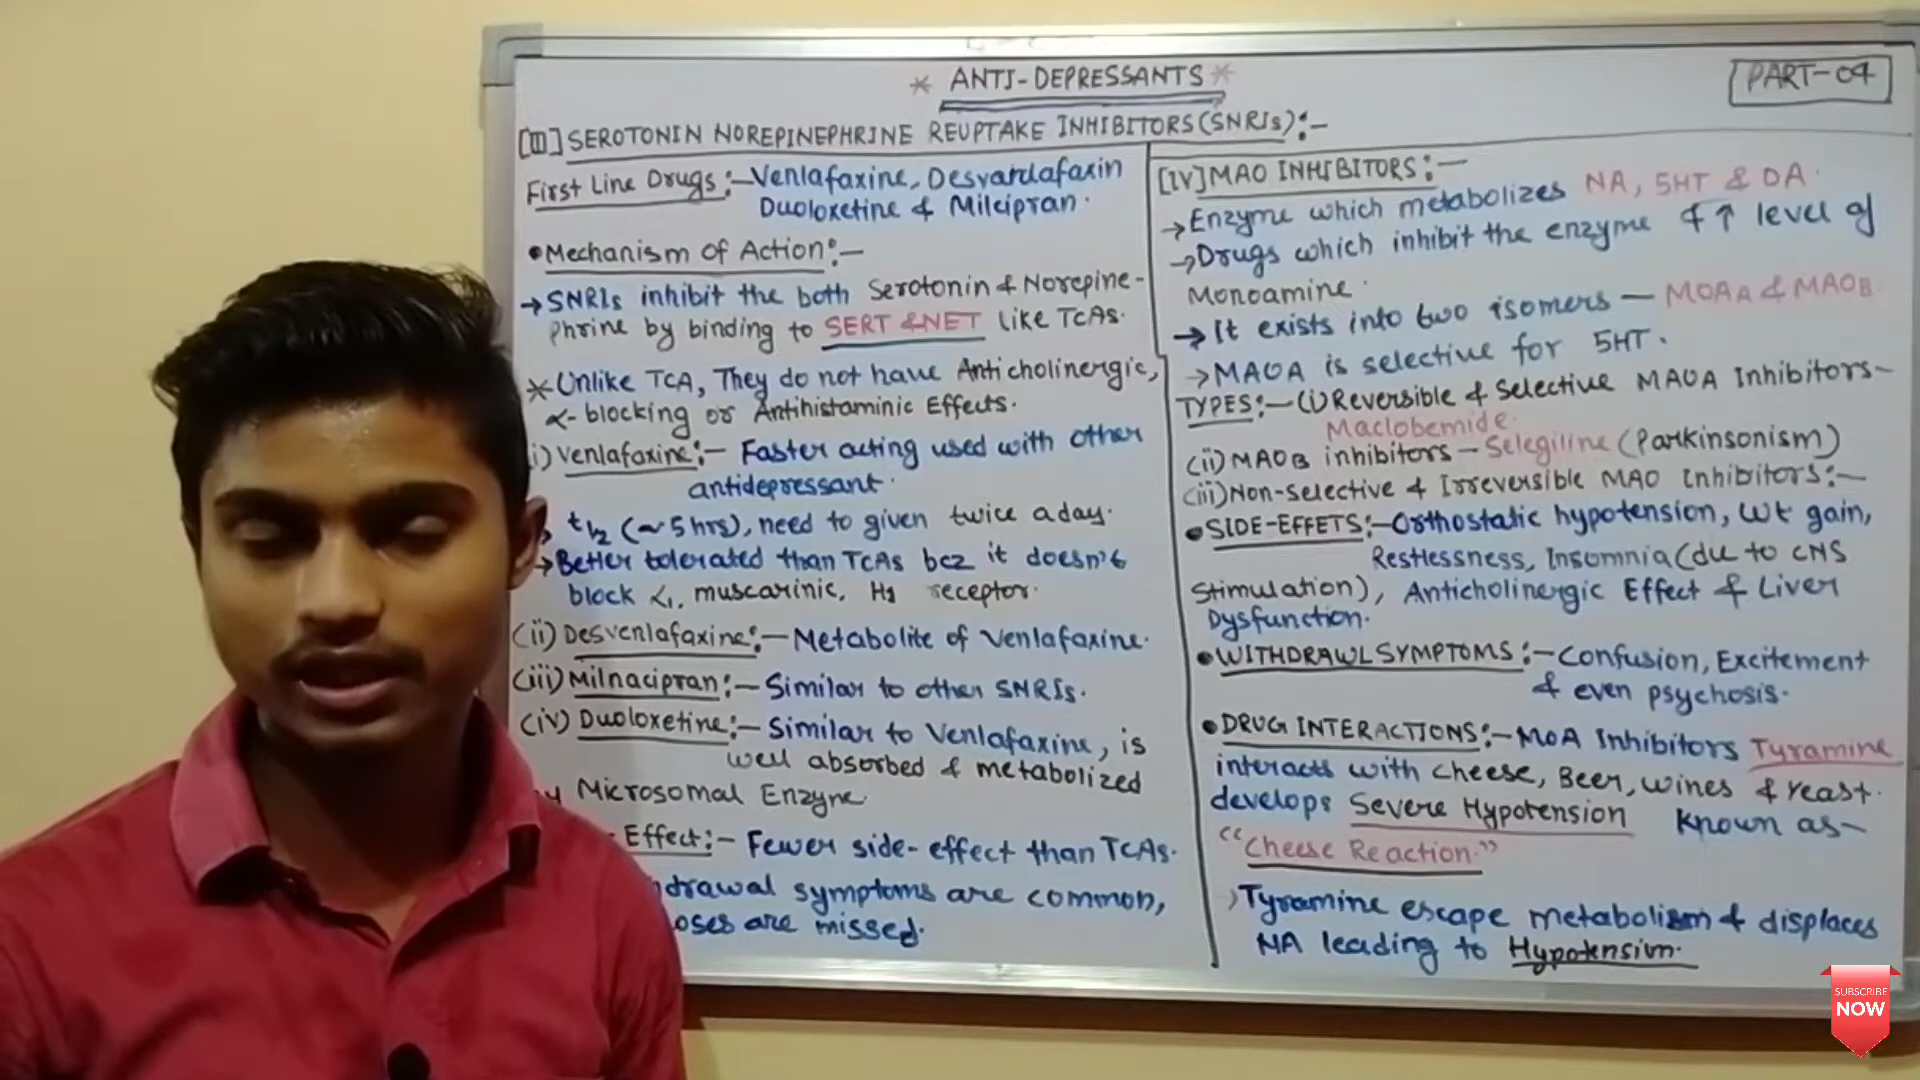 * ANTI-DEPRESSANTS *
PART-04
[III] SEROTONIN NOREPINEPHRINE REUPTAKE INHIBITORS (SNRIs):-
First Line Drugs:- Venlafaxine, Desvanlafaxin
Duoloxetine & Milcipran.
• Mechanism of Action:-
→ SNRIs inhibit the both Serotonin & Norepine-
phrine by binding to SERT & NET like TCAs.
* Unlike TCA, They do not have Anticholinergic,
α-blocking or Antihistaminic Effects.
i) Venlafaxine:- Faster acting used with other
antidepressant.
t1/2 (~5 hrs), need to given twice a day.
→ Better tolerated than TCAs bcz it doesn't
block α1, muscarinic, H1 receptor.
(ii) Desvenlafaxine:- Metabolite of Venlafaxine.
(iii) Milnacipran:- Similar to other SNRIs.
(iv) Duoloxetine:- Similar to Venlafaxine, is
well absorbed & metabolized
Microsomal Enzyne.
Effect:- Fewer side-effect than TCAs.
drawal symptoms are common,
oses are missed.
[IV] MAO INHIBITORS:-
→ Enzyme which metabolizes NA, 5HT & DA.
→ Drugs which inhibit the enzyme & ↑ level of
Monoamine.
→ It exists into two isomers - MOAA & MAOB
→ MAOA is selective for 5HT.
TYPES:- (i) Reversible & Selective MAOA Inhibitors-
Maclobemide.
(ii) MAOB inhibitors - Selegiline (Parkinsonism)
(iii) Non-Selective & Irreversible MAO Inhibitors:-
• SIDE-EFFETS:- Orthostatic hypotension, wt gain,
Restlessness, Insomnia (du to CNS
Stimulation), Anticholinergic Effect & Liver
Dysfunction.
• WITHDRAWL SYMPTOMS:- Confusion, Excitement
& even psychosis.
• DRUG INTERACTIONS:- MOA Inhibitors Tyramine
interacts with cheese, Beer, wines & yeast.
develops Severe Hypotension Known as-
"Cheese Reaction."
Tyramine escape metabolism & displaces
NA leading to Hypotension.
SUBSCRIBE
NOW